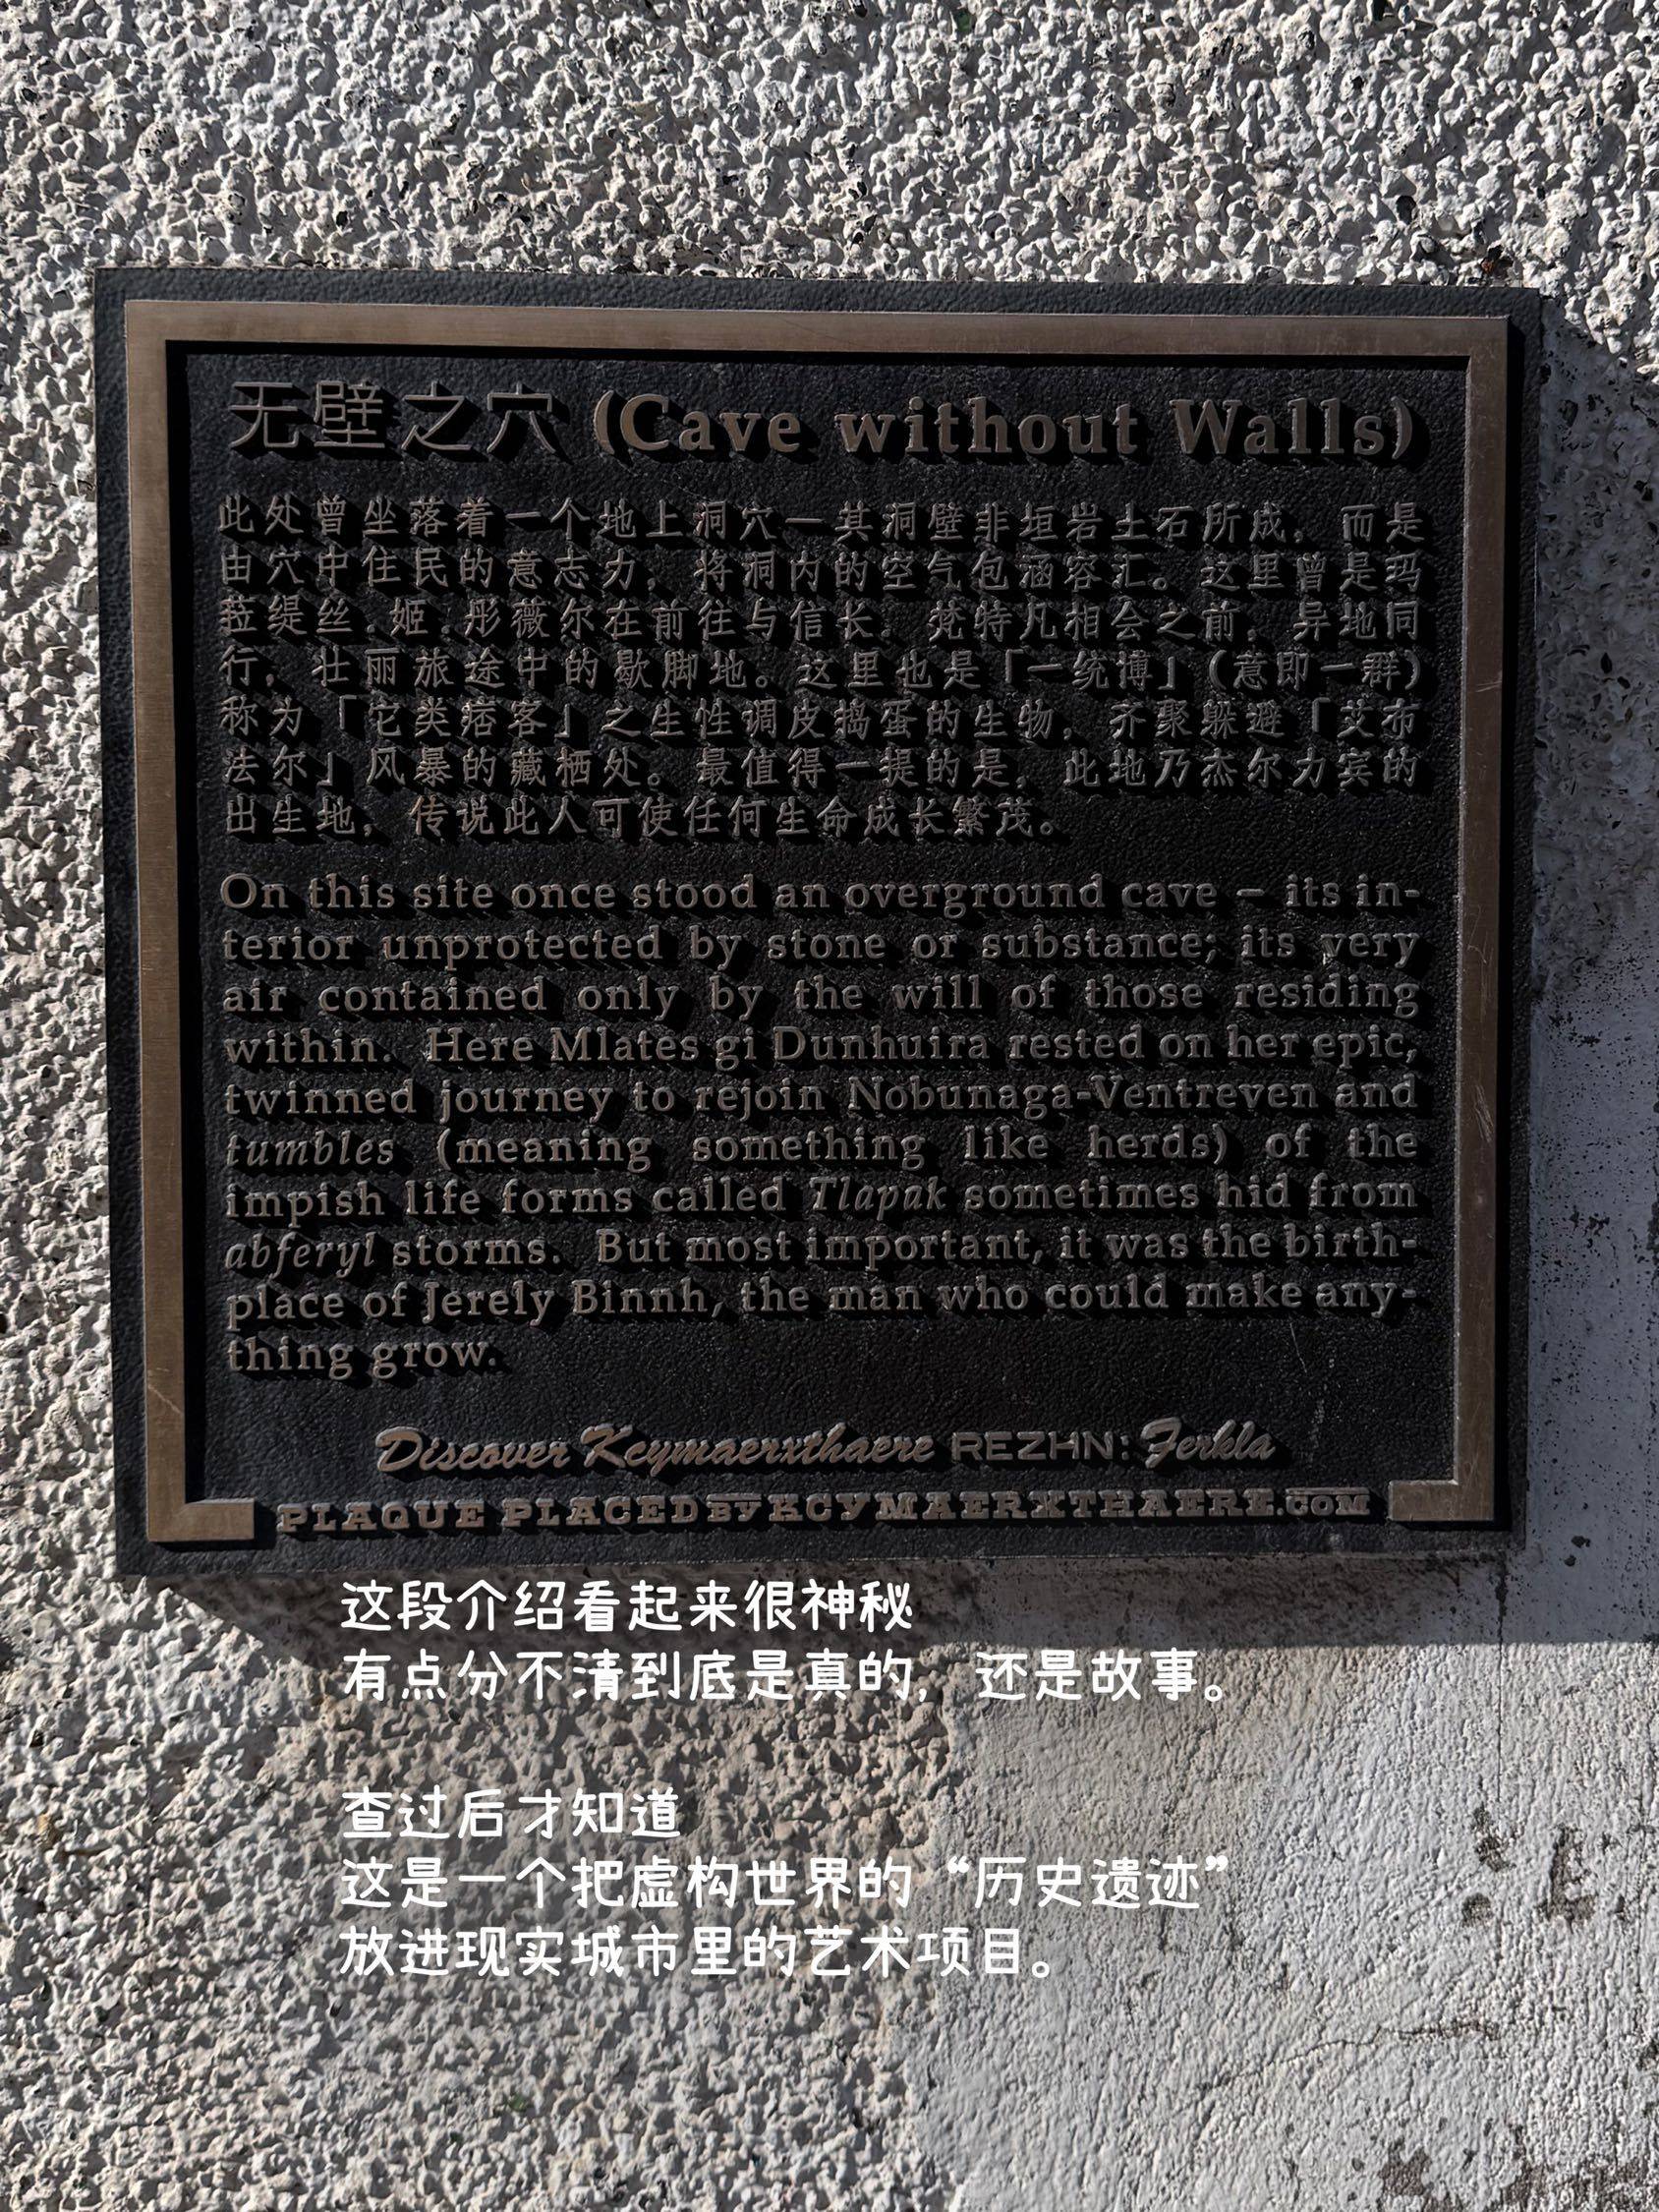 无壁之穴 (Cave without Walls)
此处曾坐落着一个地上洞穴—其洞壁非垣岩土石所成，而是
由穴中住民的意志力，将洞内的空气包涵容汇。这里曾是玛
菈缇丝.姬.彤薇尔在前往与信长．梵特凡相会之前，异地同
行，壮丽旅途中的歇脚地。这里也是「一统博」(意即一群)
称为「它类痞客」之生性调皮捣蛋的生物，齐聚躲避「艾布
法尔」风暴的藏栖处。最值得一提的是，此地乃杰尔力宾的
出生地，传说此人可使任何生命成长繁茂。
On this site once stood an overground cave – its in-
terior unprotected by stone or substance; its very
air contained only by the will of those residing
within. Here Mlates gi Dunhuira rested on her epic,
twinned journey to rejoin Nobunaga-Ventreven and
tumbles (meaning something like herds) of the
impish life forms called Tlapak sometimes hid from
abferyl storms. But most important, it was the birth-
place of Jerely Binnh, the man who could make any-
thing grow.
Discover Kcymaerxthaere REZHN: Ferkla
PLAQUE PLACED BY KCYMAERXTHAERE.COM
这段介绍看起来很神秘
有点分不清到底是真的，还是故事。
查过后才知道
这是一个把虚构世界的“历史遗迹”
放进现实城市里的艺术项目。